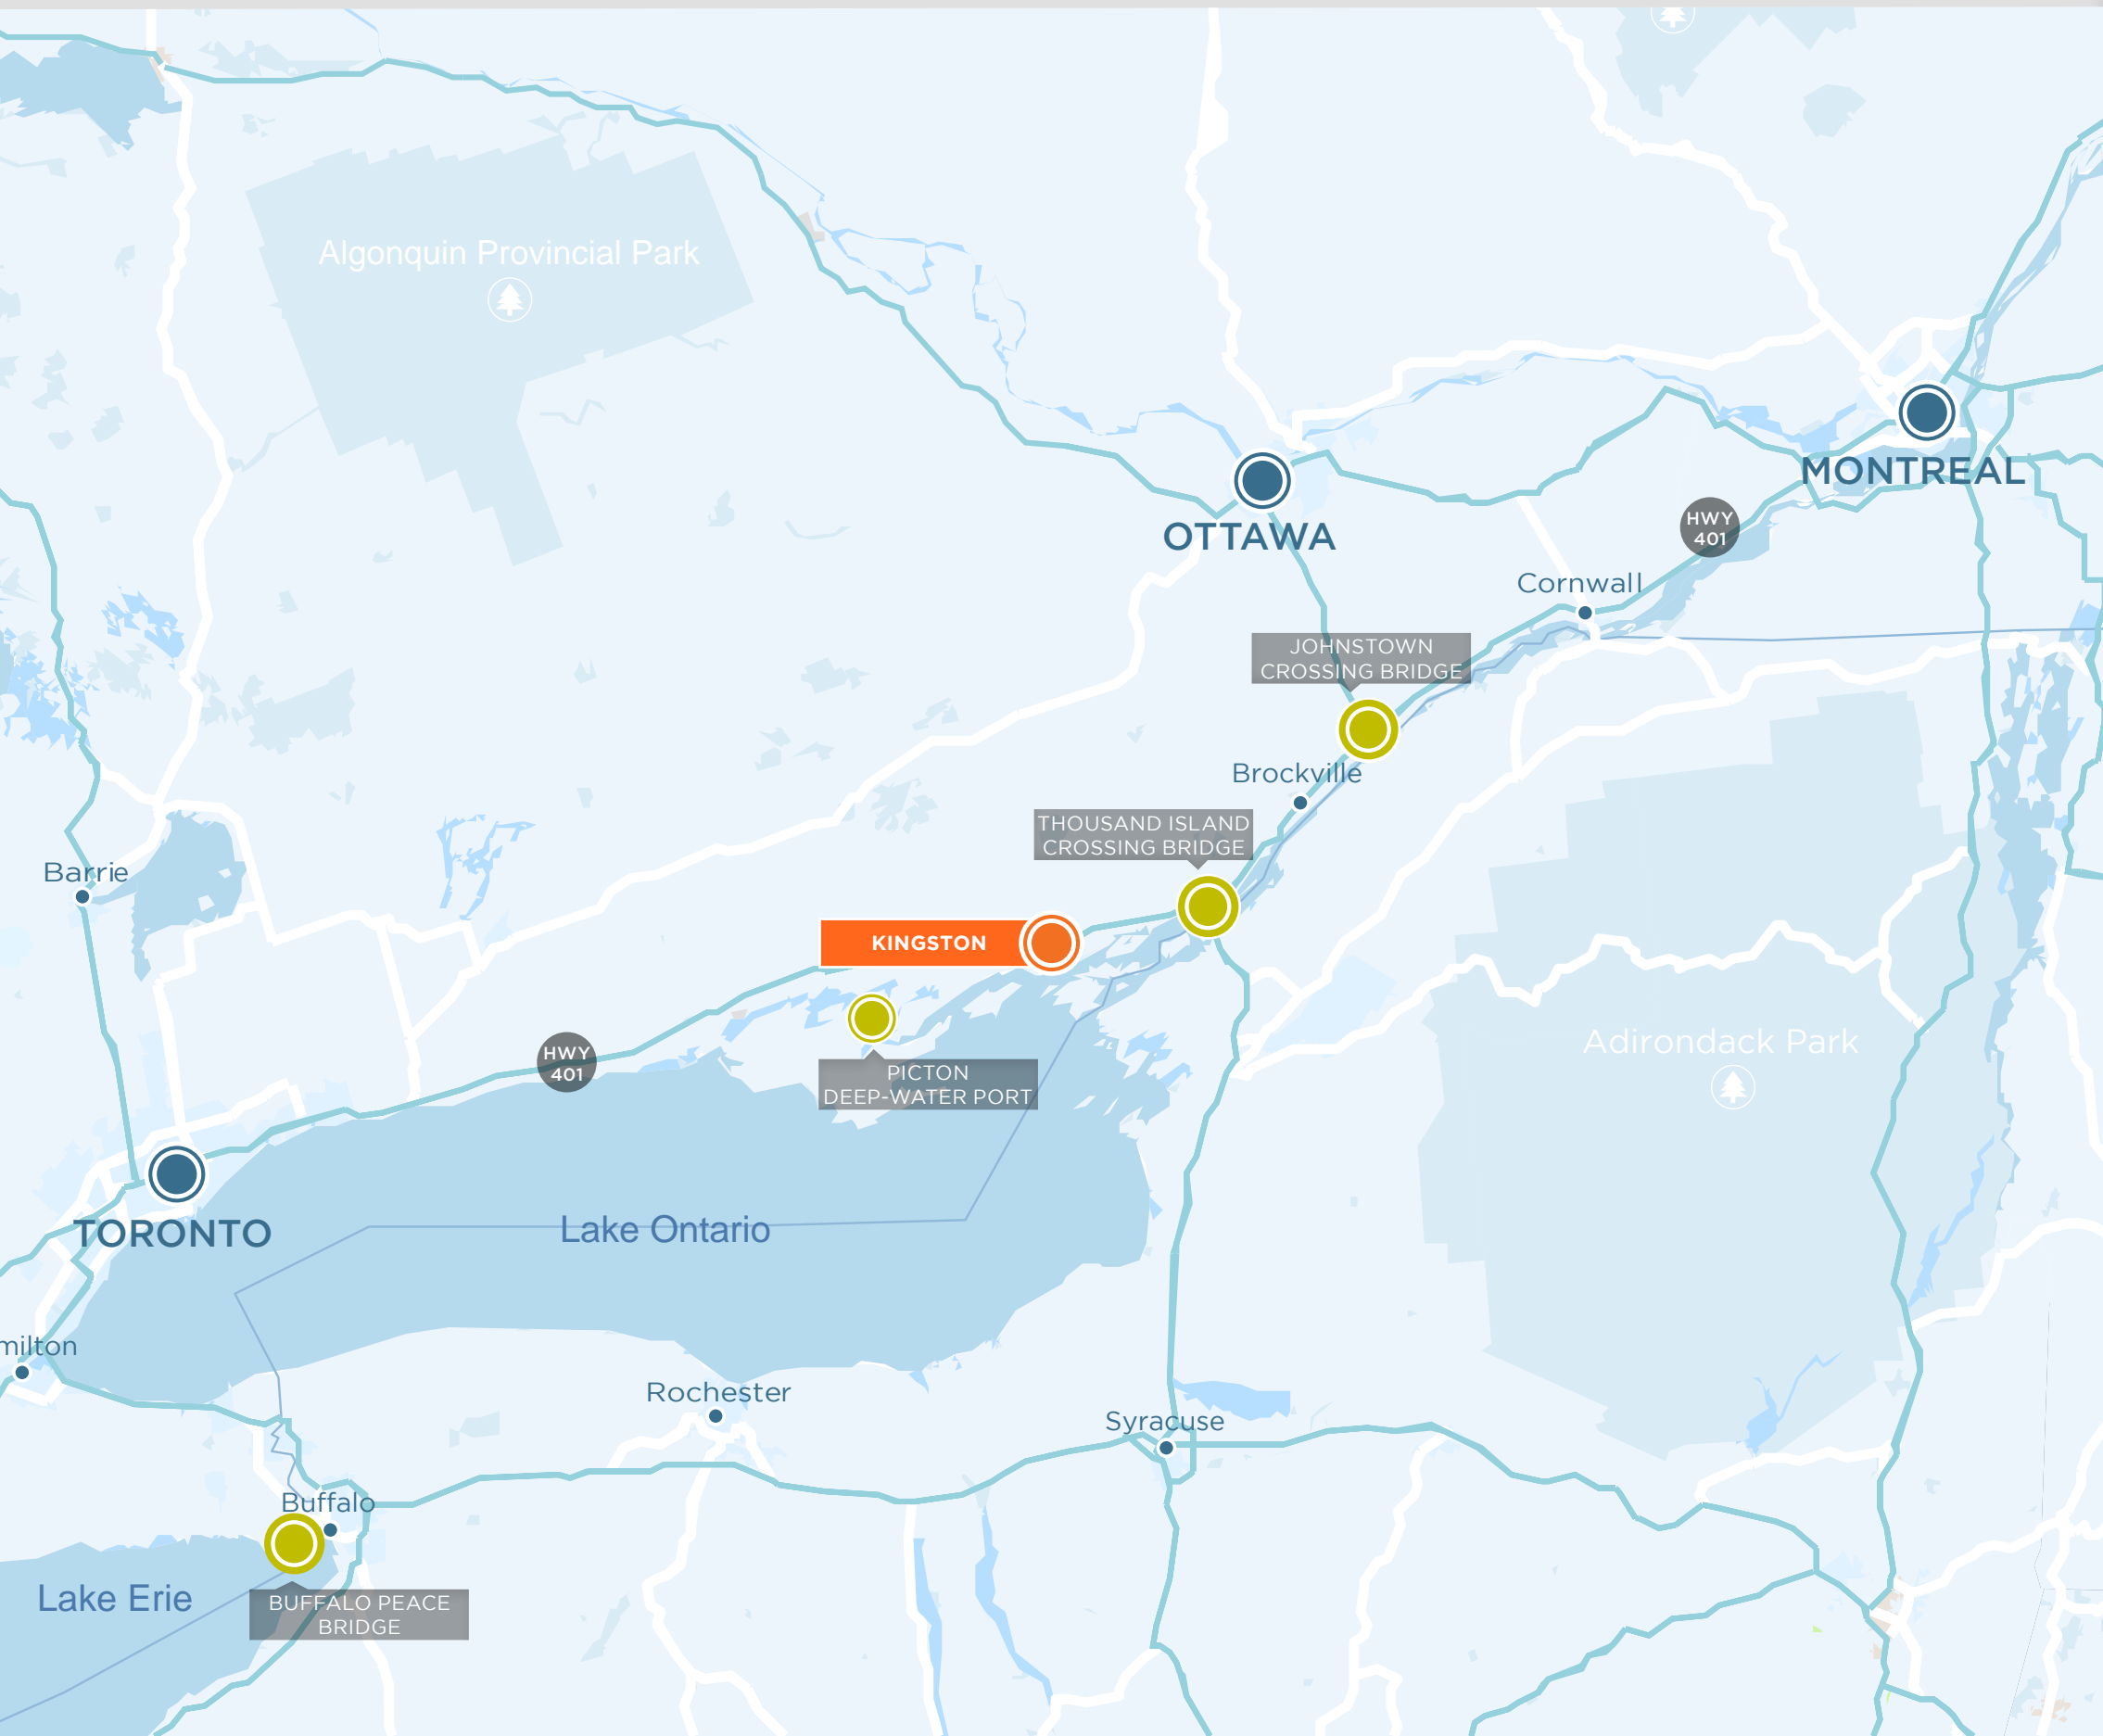 Algonquin Provincial Park
MONTREAL
OTTAWA
HWY
401
Cornwall
JOHNSTOWN
CROSSING BRIDGE
Brockville
THOUSAND ISLAND
CROSSING BRIDGE
Barrie
KINGSTON
HWY
401
PICTON
DEEP-WATER PORT
Adirondack Park
TORONTO
Lake Ontario
milton
Rochester
Syracuse
Buffalo
Lake Erie
BUFFALO PEACE
BRIDGE